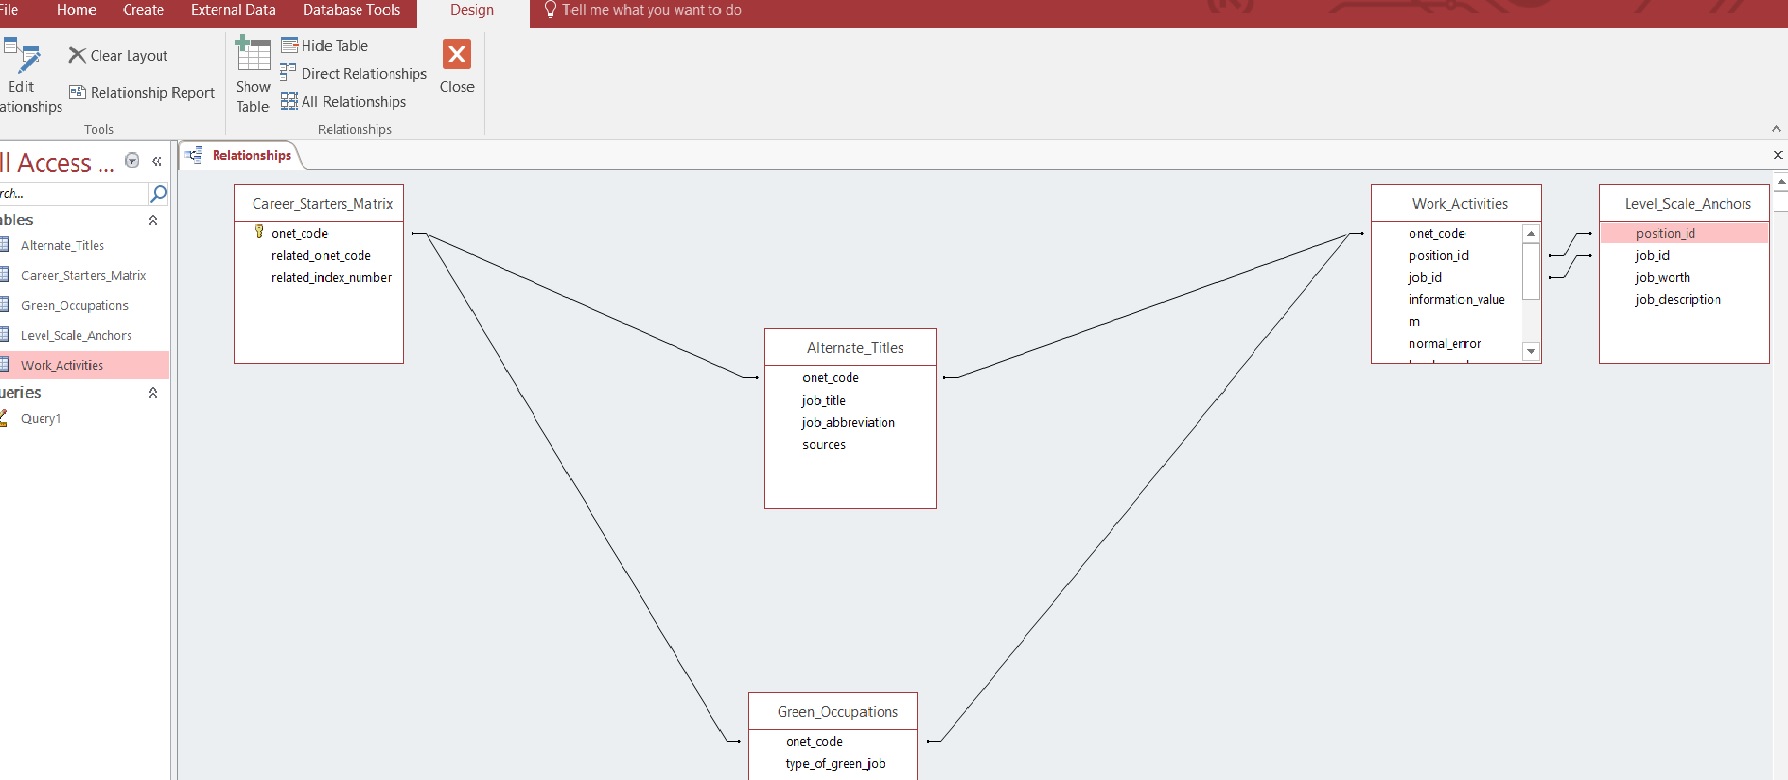 File Home Create External Data Database Tools Design Tell me what you want to do
Edit
ationships
Clear Layout
Relationship Report
Tools
Show
Table
Hide Table
Direct Relationships
All Relationships
Relationships
Close
ll Access ...
rch...
ables
Alternate_Titles
Career_Starters_Matrix
Green_Occupations
Level_Scale_Anchors
Work_Activities
ueries
Query1
Relationships
Career_Starters_Matrix
onet_code
related_onet_code
related_index_number
Alternate_Titles
onet_code
job_title
job_abbreviation
sources
Work_Activities
onet_code
position_id
job_id
information_value
m
normal_error
Level_Scale_Anchors
position_id
job_id
job_worth
job_description
Green_Occupations
onet_code
type_of_green_job